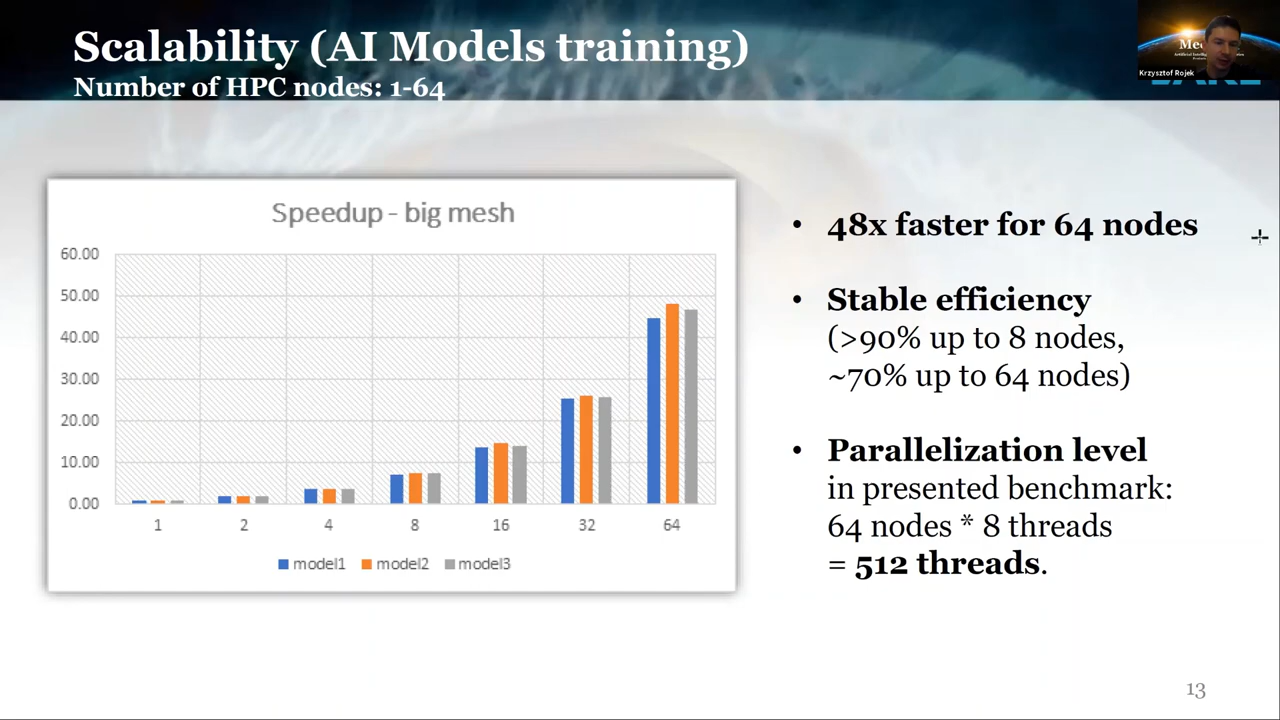 Scalability (AI Models training)
Number of HPC nodes: 1-64
Krzysztof Rojek
Speedup - big mesh
60.00
50.00
40.00
30.00
20.00
10.00
0.00
1 2 4 8 16 32 64
model1 model2 model3
• 48x faster for 64 nodes
• Stable efficiency
(>90% up to 8 nodes,
~70% up to 64 nodes)
• Parallelization level
in presented benchmark:
64 nodes * 8 threads
= 512 threads.
13